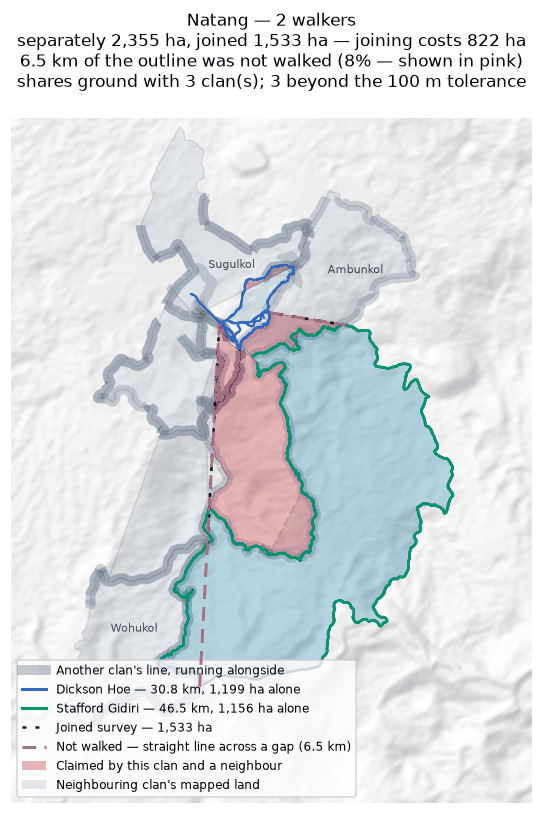 Natang — 2 walkers
separately 2,355 ha, joined 1,533 ha — joining costs 822 ha
6.5 km of the outline was not walked (8% — shown in pink)
shares ground with 3 clan(s); 3 beyond the 100 m tolerance
Sugulkol
Ambunkol
Wohukol
Another clan's line, running alongside
Dickson Hoe — 30.8 km, 1,199 ha alone
Stafford Gidiri — 46.5 km, 1,156 ha alone
Joined survey — 1,533 ha
Not walked — straight line across a gap (6.5 km)
Claimed by this clan and a neighbour
Neighbouring clan's mapped land